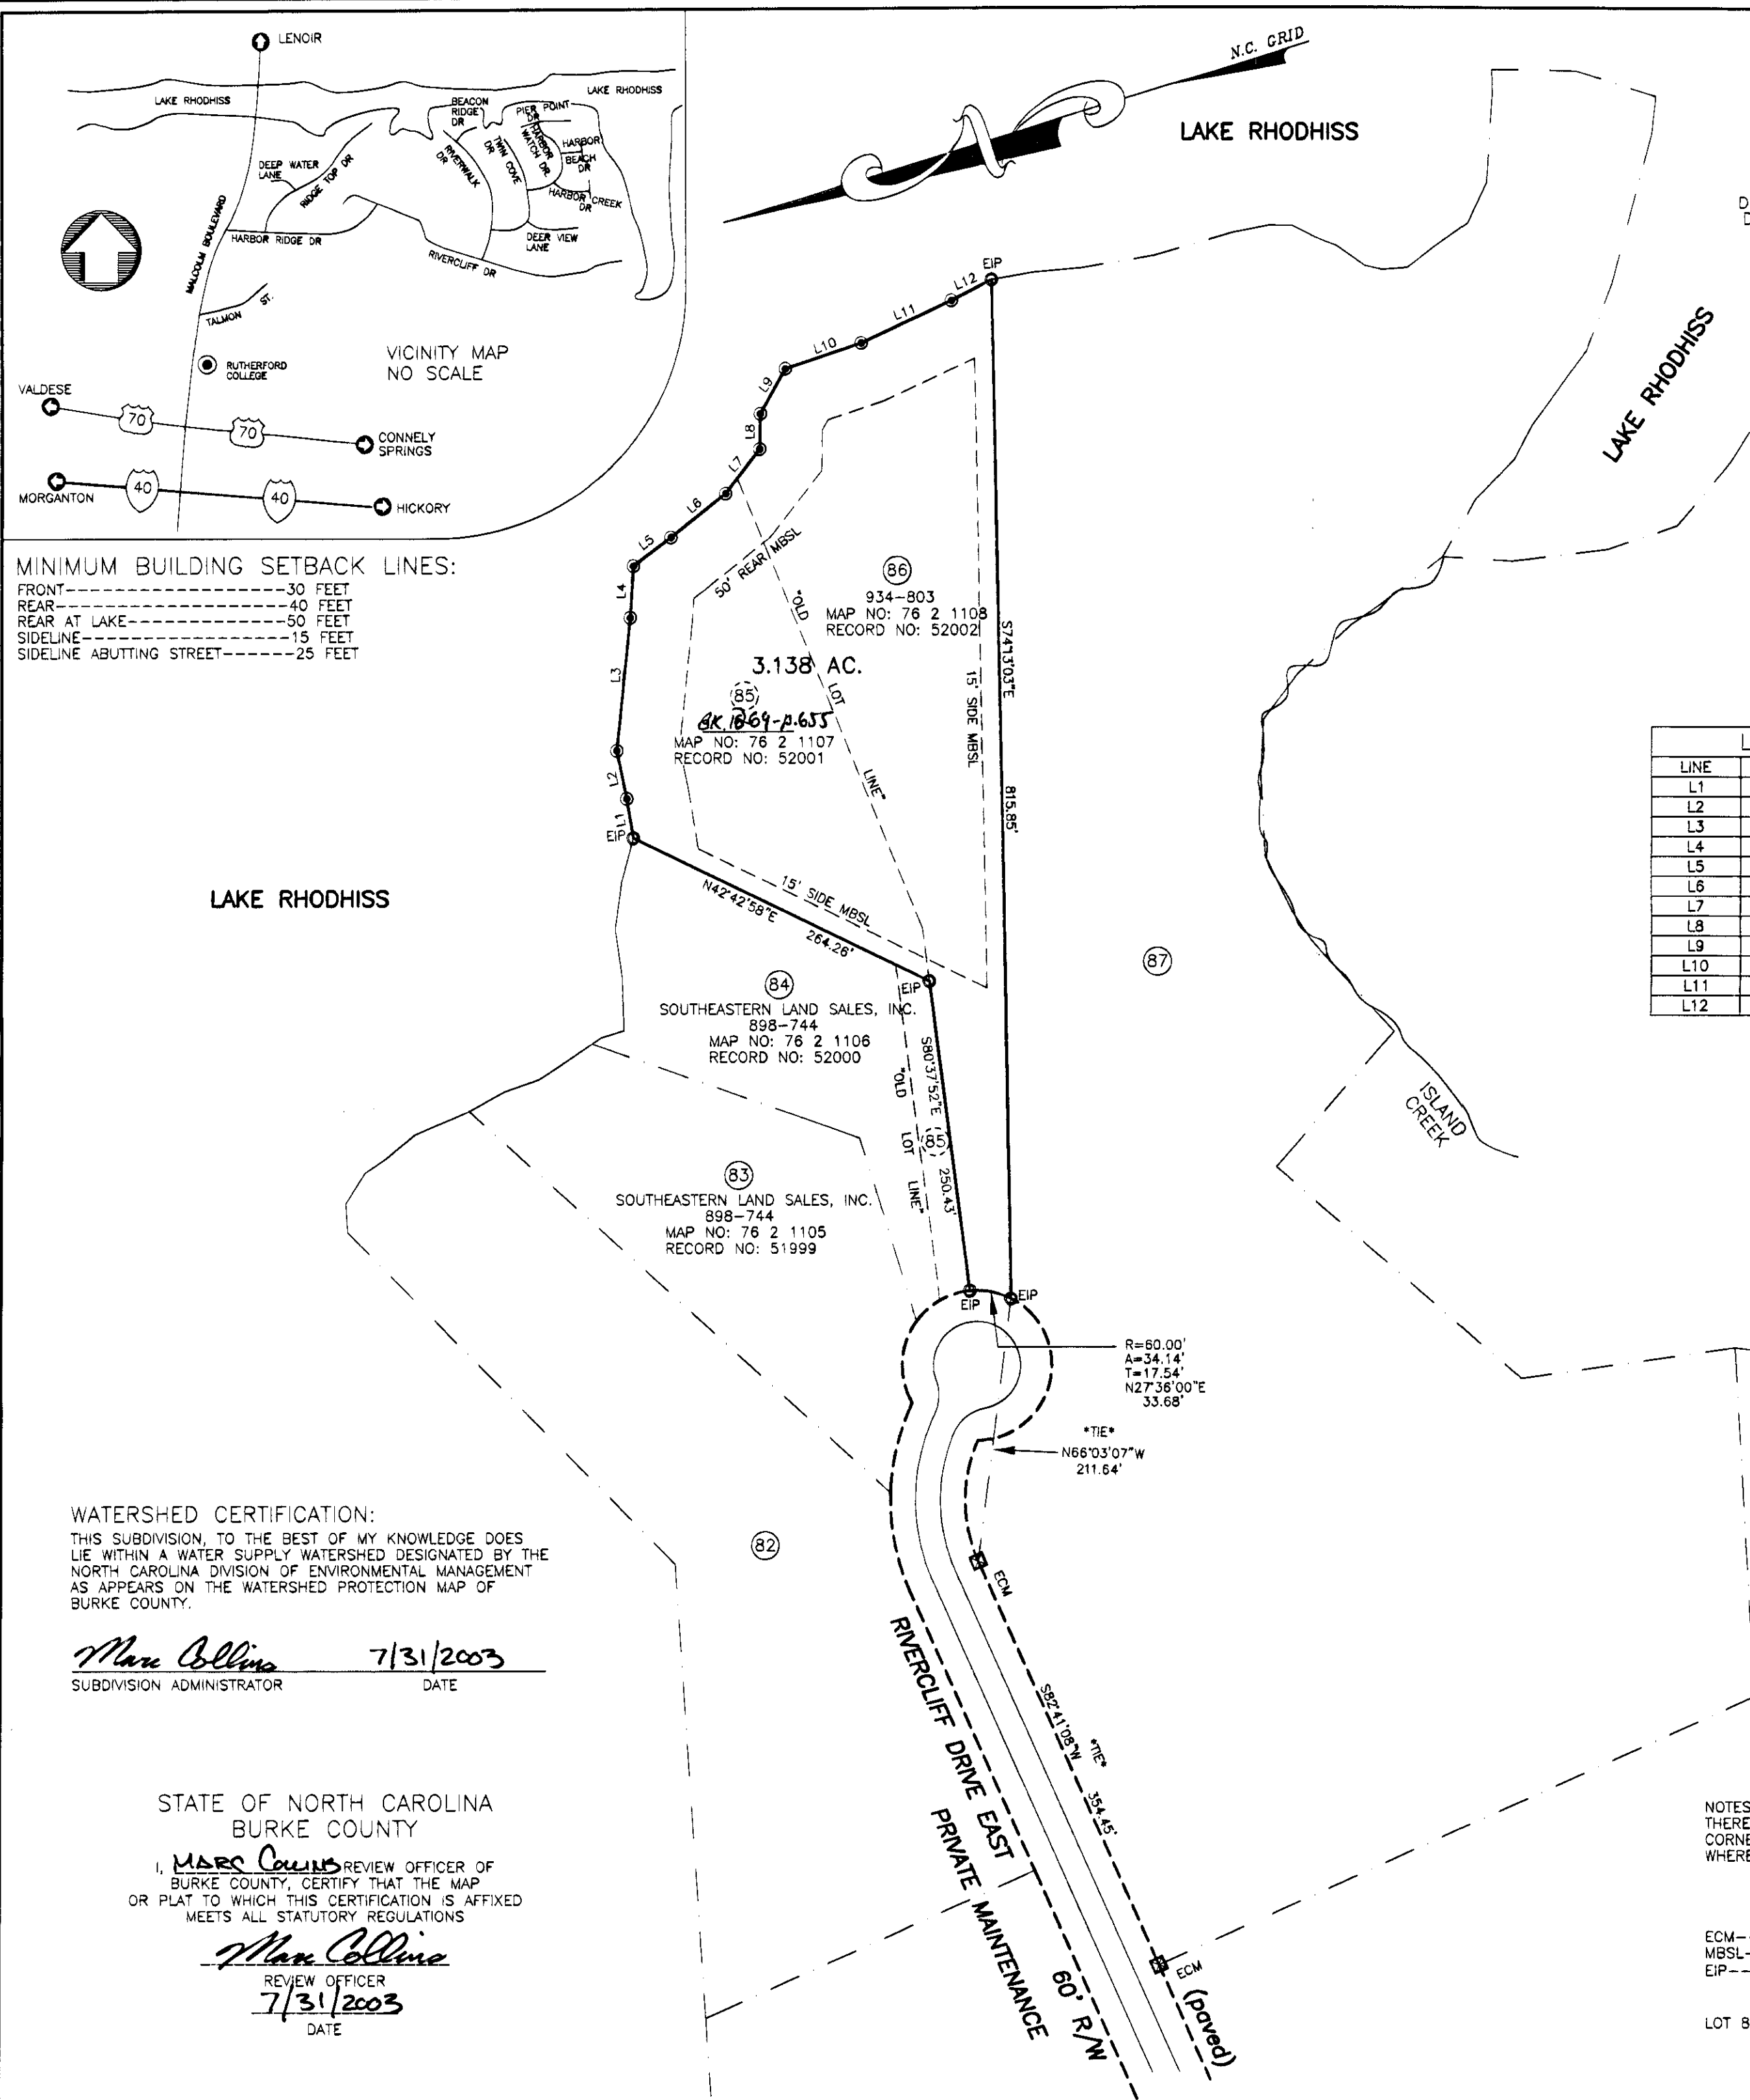 LENOIR
LAKE RHODHISS
LAKE RHODHISS
BEACON
RIDGE
DR
PIER POINT
DR
HARBOR
WATCH DR.
HARBOR
BEACH
DR
TWIN COVE
DR
RIVERWALK
DR
HARBOR CREEK
DR
DEEP WATER
LANE
RIDGE TOP DR
MALCOLM BOULEVARD
HARBOR RIDGE DR
DEER VIEW
LANE
RIVERCLIFF DR
TALMON ST.
RUTHERFORD
COLLEGE
VICINITY MAP
NO SCALE
VALDESE
70
70
CONNELY
SPRINGS
MORGANTON
40
40
HICKORY
N.C. GRID
LAKE RHODHISS
LAKE RHODHISS
MINIMUM BUILDING SETBACK LINES:
FRONT-------------------30 FEET
REAR--------------------40 FEET
REAR AT LAKE------------50 FEET
SIDELINE------------------15 FEET
SIDELINE ABUTTING STREET------25 FEET
EIP
L12
L11
L10
L9
L8
L7
L6
L5
L4
L3
L2
L1
EIP
50' REAR MBSL
86
934-803
MAP NO: 76 2 1108
RECORD NO: 52002
3.138 AC.
85
BK. 1269-p.655
MAP NO: 76 2 1107
RECORD NO: 52001
"OLD LOT LINE"
15' SIDE MBSL
S74°13'03"E
815.85'
15' SIDE MBSL
N42°42'58"E
264.26'
LAKE RHODHISS
EIP
84
SOUTHEASTERN LAND SALES, INC.
898-744
MAP NO: 76 2 1106
RECORD NO: 52000
87
"OLD LOT LINE"
S80°37'52"E
85
250.43'
83
SOUTHEASTERN LAND SALES, INC.
898-744
MAP NO: 76 2 1105
RECORD NO: 51999
ISLAND
CREEK
LINE
L1
L2
L3
L4
L5
L6
L7
L8
L9
L10
L11
L12
EIP
EIP
R=60.00'
A=34.14'
T=17.54'
N27°36'00"E
33.68'
*TIE*
N66°03'07"W
211.64'
82
ECM
S82°41'08"W
*TIE*
354.45'
RIVERCLIFF DRIVE EAST
PRIVATE MAINTENANCE
60' R/W
ECM
(paved)
WATERSHED CERTIFICATION:
THIS SUBDIVISION, TO THE BEST OF MY KNOWLEDGE DOES
LIE WITHIN A WATER SUPPLY WATERSHED DESIGNATED BY THE
NORTH CAROLINA DIVISION OF ENVIRONMENTAL MANAGEMENT
AS APPEARS ON THE WATERSHED PROTECTION MAP OF
BURKE COUNTY.
Marc Collins 7/31/2003
SUBDIVISION ADMINISTRATOR DATE
STATE OF NORTH CAROLINA
BURKE COUNTY
I, MARC COLLINS REVIEW OFFICER OF
BURKE COUNTY, CERTIFY THAT THE MAP
OR PLAT TO WHICH THIS CERTIFICATION IS AFFIXED
MEETS ALL STATUTORY REGULATIONS
Marc Collins
REVIEW OFFICER
7/31/2003
DATE
NOTES
THERE
CORNE
WHERE
ECM-
MBSL-
EIP--
LOT 8